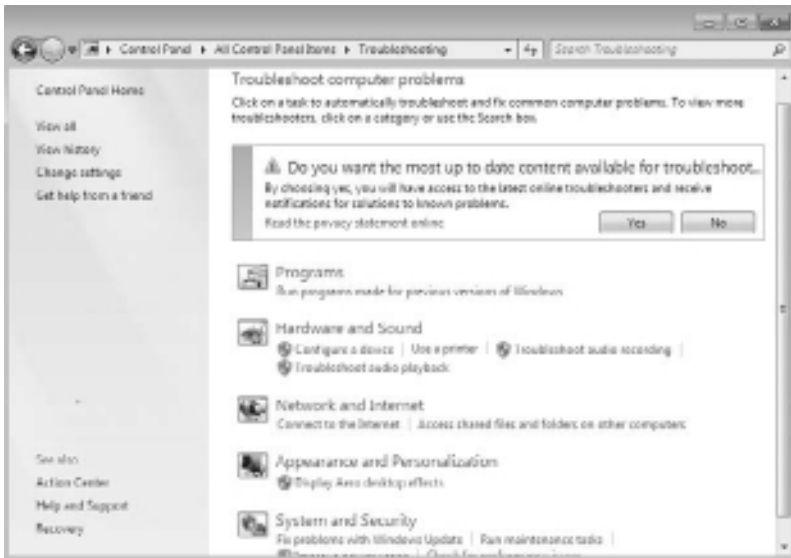 Control Panel ▸ All Control Panel Items ▸ Troubleshooting
Search Troubleshooting
Control Panel Home
View all
View history
Change settings
Get help from a friend
See also
Action Center
Help and Support
Recovery
Troubleshoot computer problems
Click on a task to automatically troubleshoot and fix common computer problems. To view more
troubleshooters, click on a category or use the Search box.
Do you want the most up to date content available for troubleshoot...
By choosing yes, you will have access to the latest online troubleshooters and receive
notifications for solutions to known problems.
Read the privacy statement online
Yes No
Programs
Run programs made for previous versions of Windows
Hardware and Sound
Configure a device | Use a printer | Troubleshoot audio recording |
Troubleshoot audio playback
Network and Internet
Connect to the Internet | Access shared files and folders on other computers
Appearance and Personalization
Display Aero desktop effects
System and Security
Fix problems with Windows Update | Run maintenance tasks |